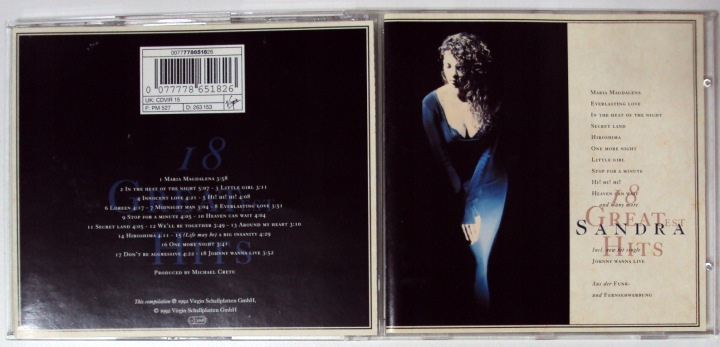 0077778651826
0 077778 651826
UK: CDVIR 15
F: PM 527 D: 263 153
Virgin
18
GREATEST
HITS
1 MARIA MAGDALENA 3:58
2 IN THE HEAT OF THE NIGHT 5:07 - 3 LITTLE GIRL 3:11
4 INNOCENT LOVE 4:21 - 5 HI! HI! HI! 4:08
6 LOREEN 4:17 - 7 MIDNIGHT MAN 3:04 - 8 EVERLASTING LOVE 3:51
9 STOP FOR A MINUTE 4:05 - 10 HEAVEN CAN WAIT 4:04
11 SECRET LAND 4:05 - 12 WE'LL BE TOGETHER 3:49 - 13 AROUND MY HEART 3:10
14 HIROSHIMA 4:11 - 15 (Life may be) A BIG INSANITY 4:29
16 ONE MORE NIGHT 3:41
17 DON'T BE AGGRESSIVE 4:22 - 18 JOHNNY WANNA LIVE 3:52
PRODUCED BY MICHAEL CRETU
This compilation ℗ 1992 Virgin Schallplatten GmbH,
© 1992 Virgin Schallplatten GmbH
MARIA MAGDALENA
EVERLASTING LOVE
IN THE HEAT OF THE NIGHT
SECRET LAND
HIROSHIMA
ONE MORE NIGHT
LITTLE GIRL
STOP FOR A MINUTE
HI! HI! HI!
HEAVEN CAN WAIT
and many more
18
GREATEST
SANDRA
HITS
Incl. new hit single
JOHNNY WANNA LIVE
Aus der FUNK-
und FERNSEHWERBUNG